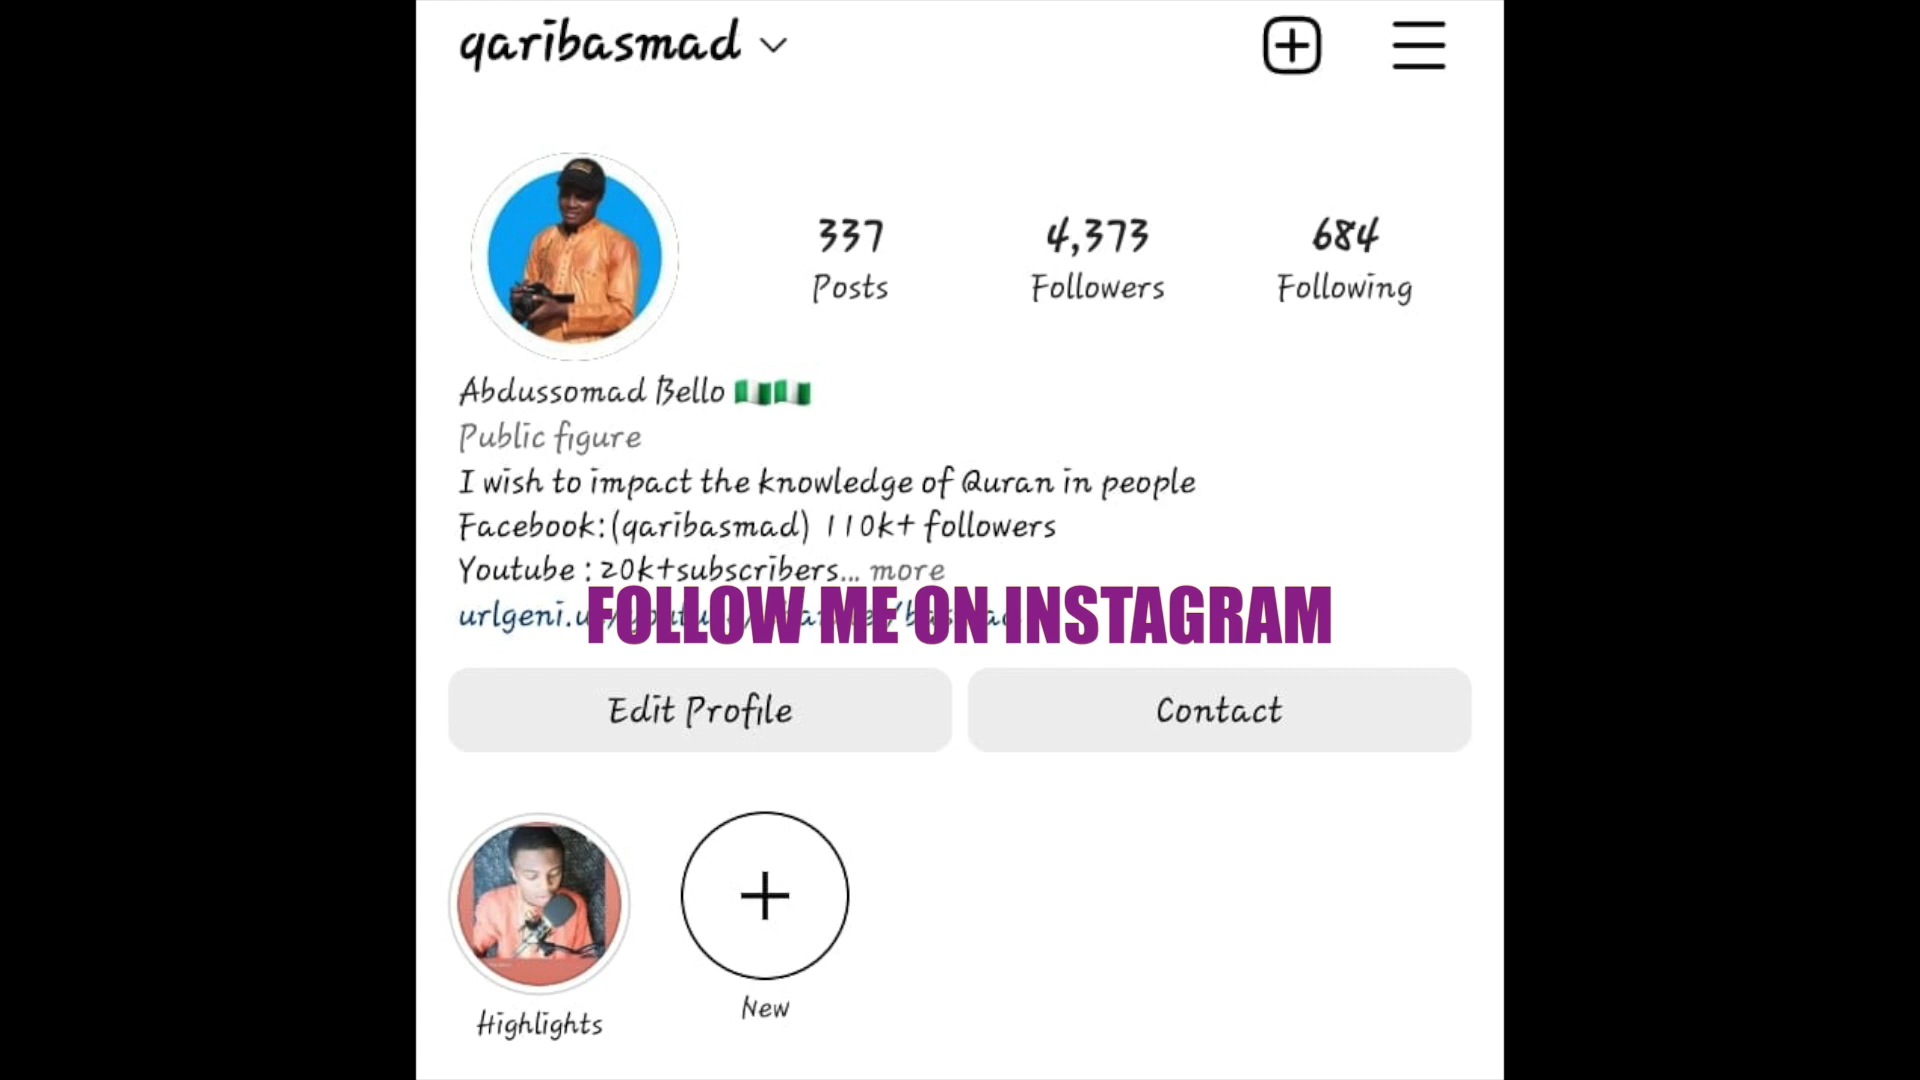 qaribasmad
337
4,373
684
Posts
Followers
Following
Abdussomad Bello
Public figure
I wish to impact the knowledge of Quran in people
Facebook:(qaribasmad) 110k+ followers
Youtube : 20k+subscribers... more
FOLLOW ME ON INSTAGRAM
Edit Profile
Contact
Highlights
New